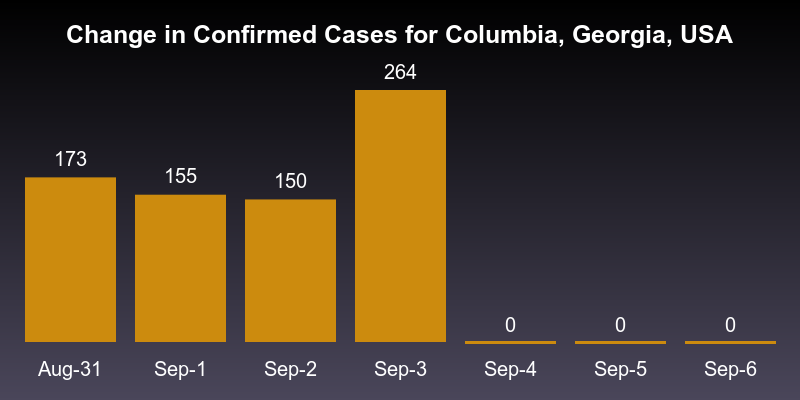 Change in Confirmed Cases for Columbia, Georgia, USA
264
173
155
150
0 0 0
Aug-31 Sep-1 Sep-2 Sep-3 Sep-4 Sep-5 Sep-6